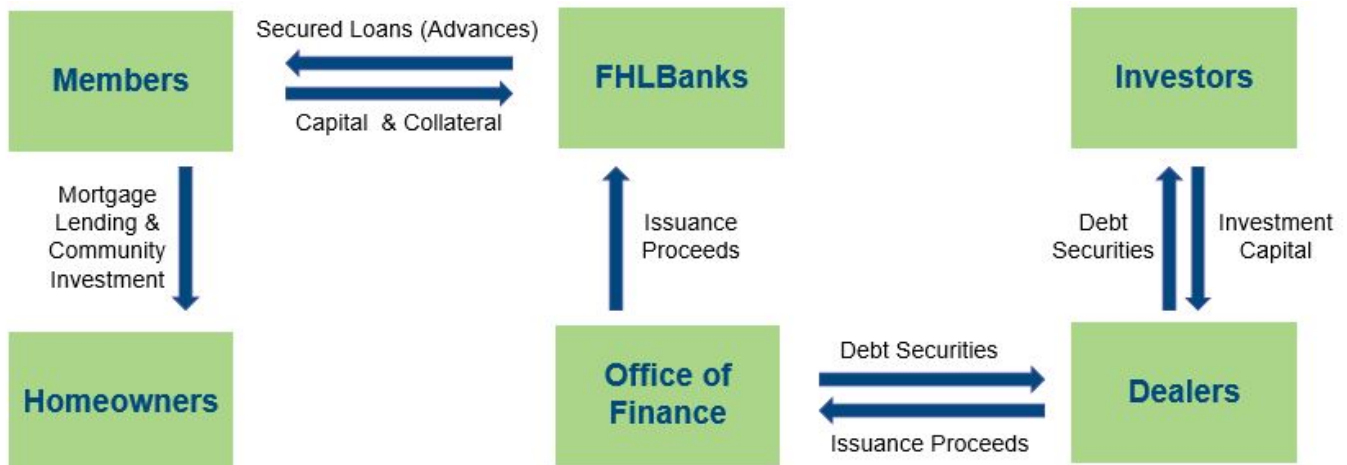 Secured Loans (Advances)
Members
FHLBanks
Investors
Capital & Collateral
Mortgage
Lending &
Community
Investment
Issuance
Proceeds
Debt
Securities
Investment
Capital
Homeowners
Office of
Finance
Debt Securities
Issuance Proceeds
Dealers